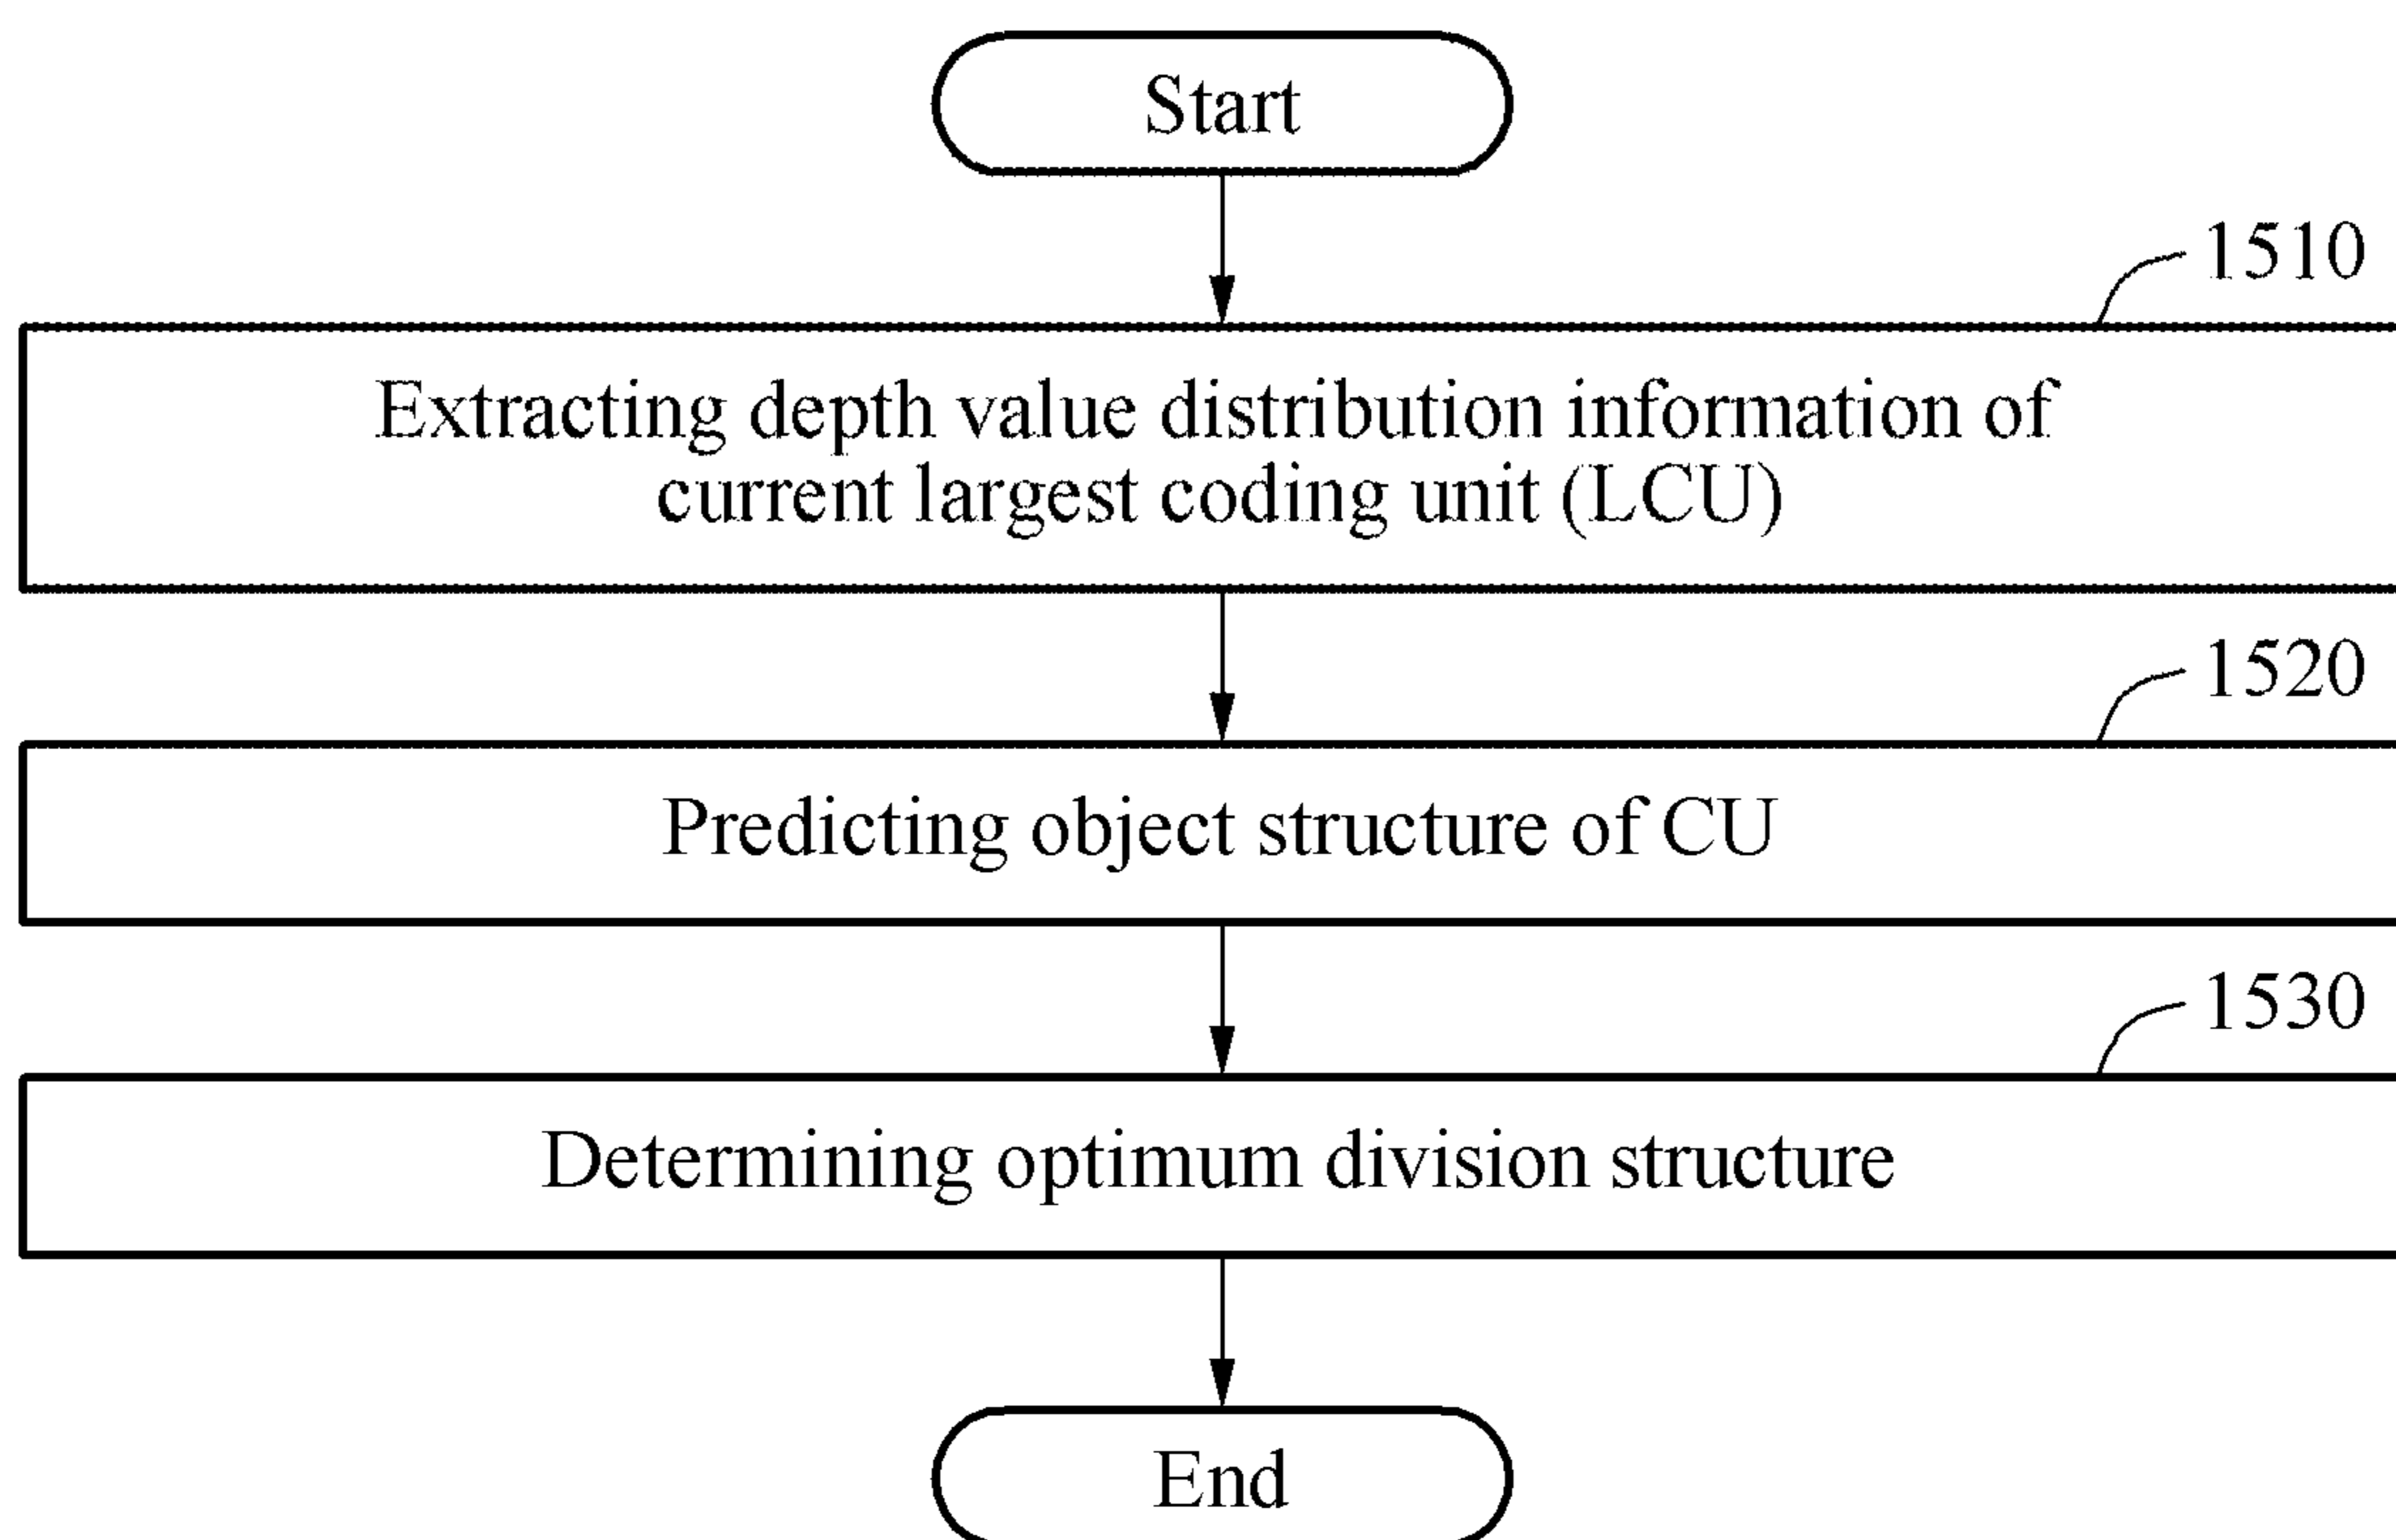 Start
1510
Extracting depth value distribution information of
current largest coding unit (LCU)
1520
Predicting object structure of CU
1530
Determining optimum division structure
End